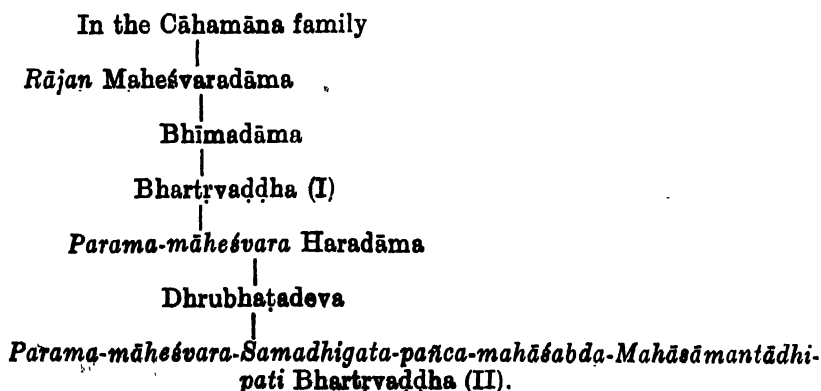 In the Cāhamāna family
Rājan Maheśvaradāma
Bhīmadāma
Bhartṛvaḍḍha (I)
Parama-māheśvara Haradāma
Dhrubhaṭadeva
Parama-māheśvara-Samadhigata-pañca-mahāśabda-Mahāsāmantādhi-
pati Bhartṛvaḍḍha (II).